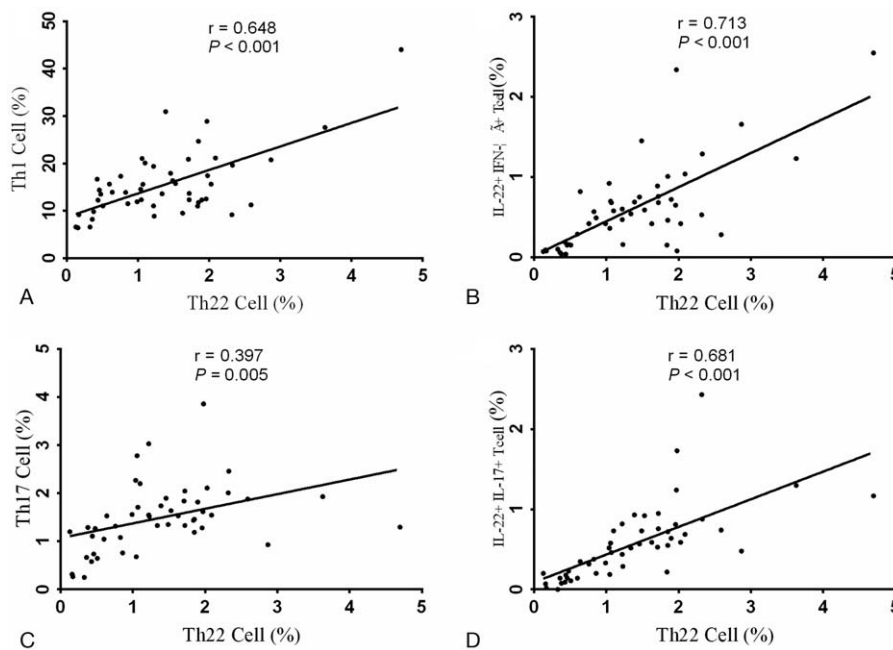 r = 0.648
P < 0.001
Th1 Cell (%)
50
40
30
20
10
0
0 1 2 3 4 5
Th22 Cell (%)
A
r = 0.713
P < 0.001
IL-22+ IFN-¦ Ã+ Tcell(%)
3
2
1
0
0 1 2 3 4 5
Th22 Cell (%)
B
r = 0.397
P = 0.005
Th17 Cell (%)
5
4
3
2
1
0
0 1 2 3 4 5
Th22 Cell (%)
C
r = 0.681
P < 0.001
IL-22+ IL-17+ Tcell (%)
3
2
1
0
0 1 2 3 4 5
Th22 Cell (%)
D